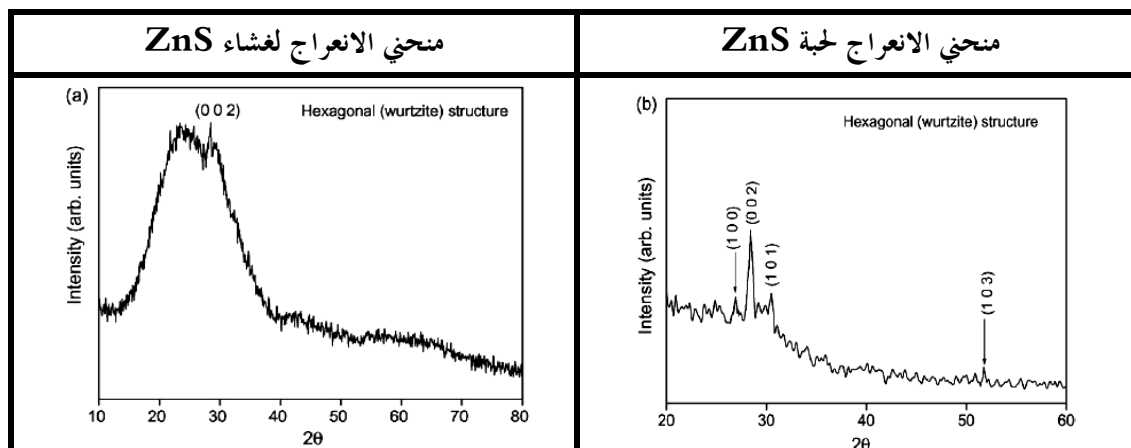 منحني الانعراج لغشاء ZnS
منحني الانعراج لحبة ZnS
(a)
(0 0 2)
Hexagonal (wurtzite) structure
Intensity (arb. units)
10 20 30 40 50 60 70 80
2θ
(b)
Hexagonal (wurtzite) structure
(1 0 0)
(0 0 2)
(1 0 1)
(1 0 3)
Intensity (arb. units)
20 30 40 50 60
2θ